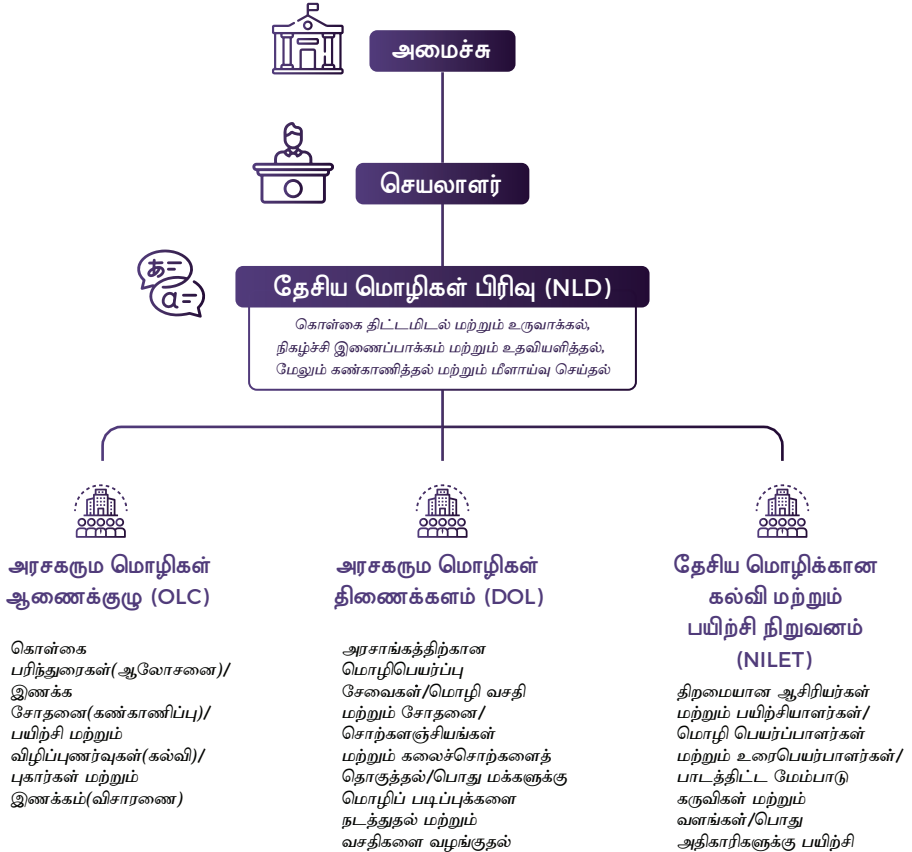 அமைச்சு
செயலாளர்
தேசிய மொழிகள் பிரிவு (NLD)
கொள்கை திட்டமிடல் மற்றும் உருவாக்கல்,
நிகழ்ச்சி இணைப்பாக்கம் மற்றும் உதவியளித்தல்,
மேலும் கண்காணித்தல் மற்றும் மீளாய்வு செய்தல்
அரசகரும மொழிகள்
ஆணைக்குழு (OLC)
கொள்கை
பரிந்துரைகள்(ஆலோசனை)/
இணக்க
சோதனை(கண்காணிப்பு)/
பயிற்சி மற்றும்
விழிப்புணர்வுகள்(கல்வி)/
புகார்கள் மற்றும்
இணக்கம்(விசாரணை)
அரசகரும மொழிகள்
திணைக்களம் (DOL)
அரசாங்கத்திற்கான
மொழிபெயர்ப்பு
சேவைகள்/மொழி வசதி
மற்றும் சோதனை/
சொற்களஞ்சியங்கள்
மற்றும் கலைச்சொற்களைத்
தொகுத்தல்/பொது மக்களுக்கு
மொழிப் படிப்புக்களை
நடத்துதல் மற்றும்
வசதிகளை வழங்குதல்
தேசிய மொழிக்கான
கல்வி மற்றும்
பயிற்சி நிறுவனம்
(NILET)
திறமையான ஆசிரியர்கள்
மற்றும் பயிற்சியாளர்கள்/
மொழி பெயர்ப்பாளர்கள்
மற்றும் உரைபெயர்பாளர்கள்/
பாடத்திட்ட மேம்பாடு
கருவிகள் மற்றும்
வளங்கள்/பொது
அதிகாரிகளுக்கு பயிற்சி